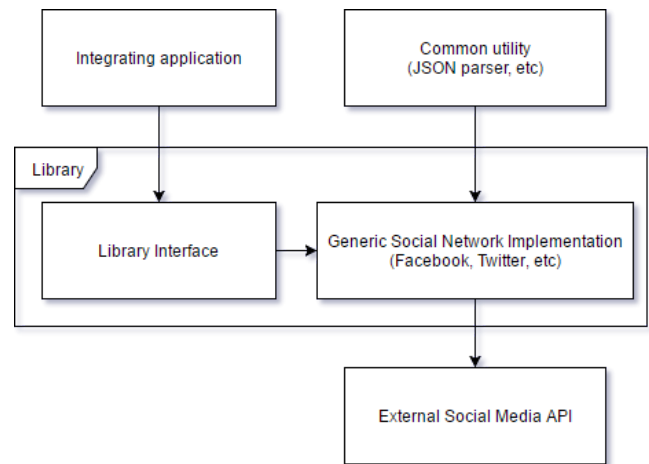 Integrating application
Common utility
(JSON parser, etc)
Library
Library Interface
Generic Social Network Implementation
(Facebook, Twitter, etc)
External Social Media API